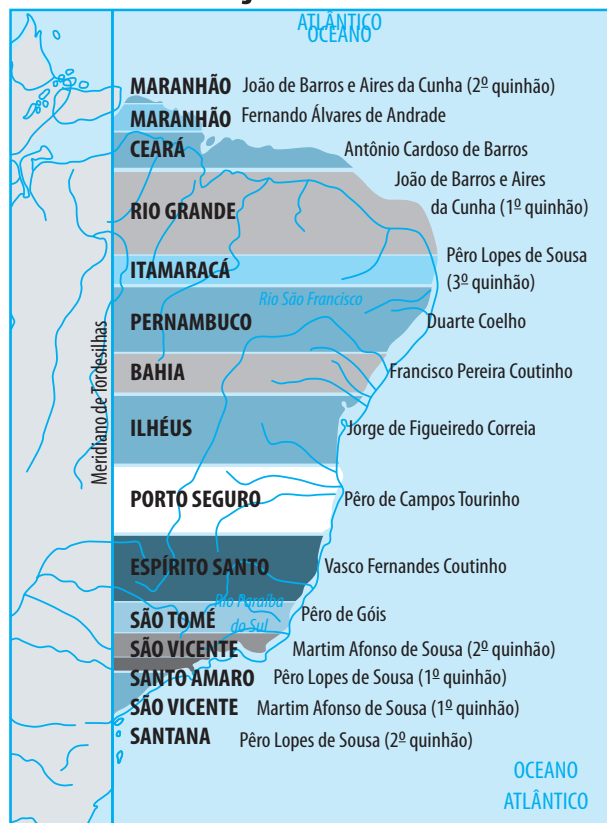 ATLÂNTICO
OCEANO
MARANHÃO João de Barros e Aires da Cunha (2º quinhão)
MARANHÃO Fernando Álvares de Andrade
CEARÁ Antônio Cardoso de Barros
João de Barros e Aires
da Cunha (1º quinhão)
RIO GRANDE
Pêro Lopes de Sousa
(3º quinhão)
ITAMARACÁ
Rio São Francisco
PERNAMBUCO Duarte Coelho
BAHIA Francisco Pereira Coutinho
Meridiano de Tordesilhas
ILHÉUS Jorge de Figueiredo Correia
PORTO SEGURO Pêro de Campos Tourinho
ESPÍRITO SANTO Vasco Fernandes Coutinho
Rio Paraíba
do Sul
SÃO TOMÉ Pêro de Góis
SÃO VICENTE Martim Afonso de Sousa (2º quinhão)
SANTO AMARO Pêro Lopes de Sousa (1º quinhão)
SÃO VICENTE Martim Afonso de Sousa (1º quinhão)
SANTANA Pêro Lopes de Sousa (2º quinhão)
OCEANO
ATLÂNTICO